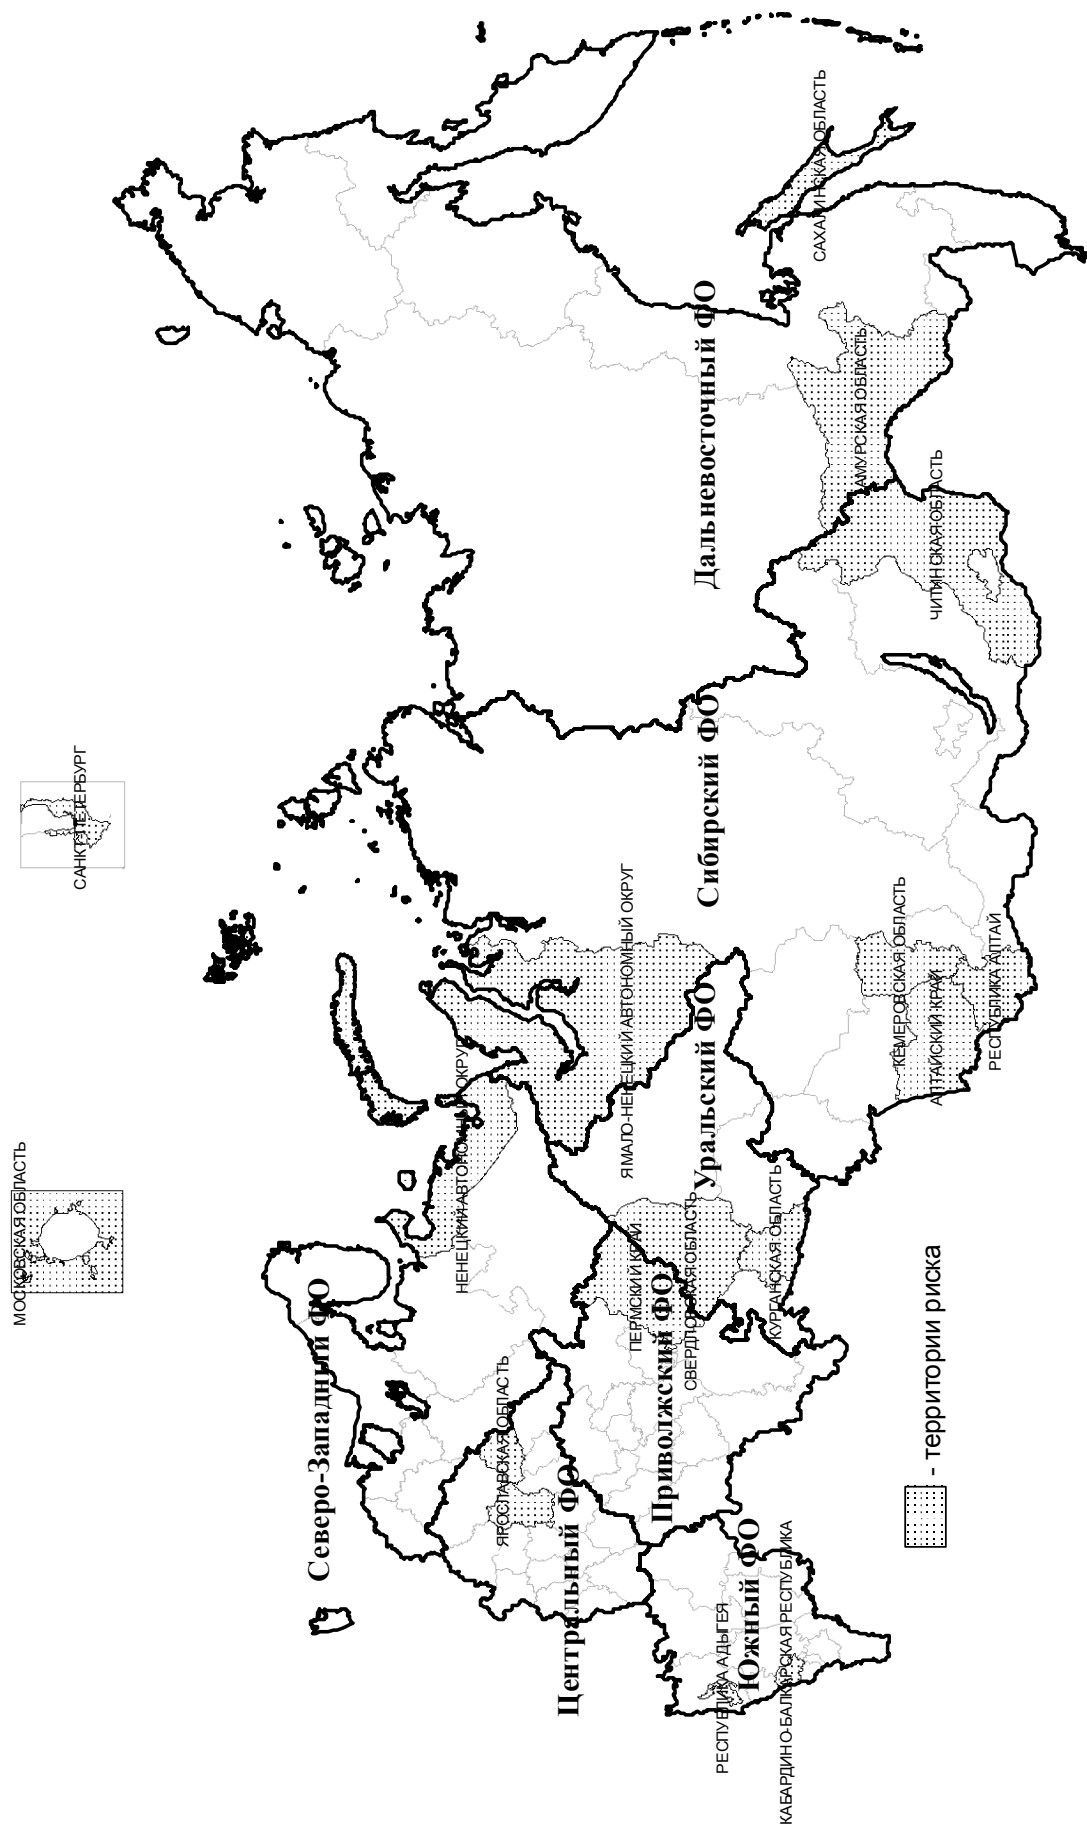 МОСКОВСКАЯ ОБЛАСТЬ
САНКТ-ПЕТЕРБУРГ
Северо-Западный ФО
НЕНЕЦКИЙ АВТОНОМНЫЙ ОКРУГ
ЯРОСЛАВСКАЯ ОБЛАСТЬ
Центральный ФО
ЯМАЛО-НЕНЕЦКИЙ АВТОНОМНЫЙ ОКРУГ
ПЕРМСКИЙ КРАЙ
Приволжский ФО
СВЕРДЛОВСКАЯ ОБЛАСТЬ
Уральский ФО
Сибирский ФО
Дальневосточный ФО
РЕСПУБЛИКА АДЫГЕЯ
Южный ФО
КУРГАНСКАЯ ОБЛАСТЬ
КАБАРДИНО-БАЛКАРСКАЯ РЕСПУБЛИКА
САХАЛИНСКАЯ ОБЛАСТЬ
АМУРСКАЯ ОБЛАСТЬ
КЕМЕРОВСКАЯ ОБЛАСТЬ
АЛТАЙСКИЙ КРАЙ
ЧИТИНСКАЯ ОБЛАСТЬ
РЕСПУБЛИКА АЛТАЙ
- территории риска